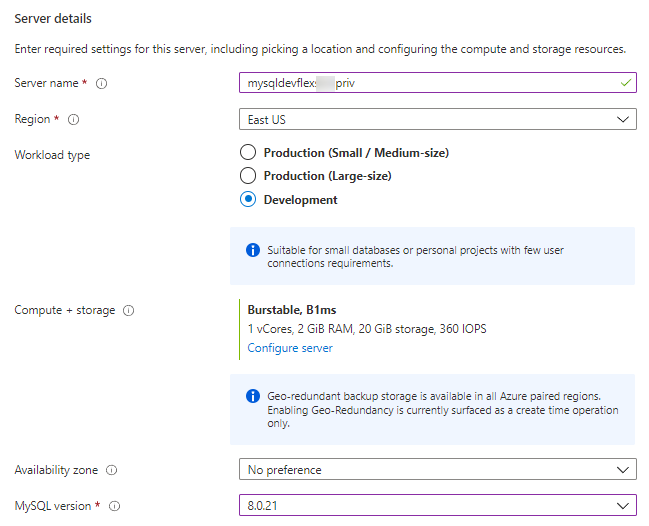 Server details
Enter required settings for this server, including picking a location and configuring the compute and storage resources.
Server name *
mysqldevflex priv
Region *
East US
Workload type
Production (Small / Medium-size)
Production (Large-size)
Development
Suitable for small databases or personal projects with few user
connections requirements.
Compute + storage
Burstable, B1ms
1 vCores, 2 GiB RAM, 20 GiB storage, 360 IOPS
Configure server
Geo-redundant backup storage is available in all Azure paired regions.
Enabling Geo-Redundancy is currently surfaced as a create time operation
only.
Availability zone
No preference
MySQL version *
8.0.21